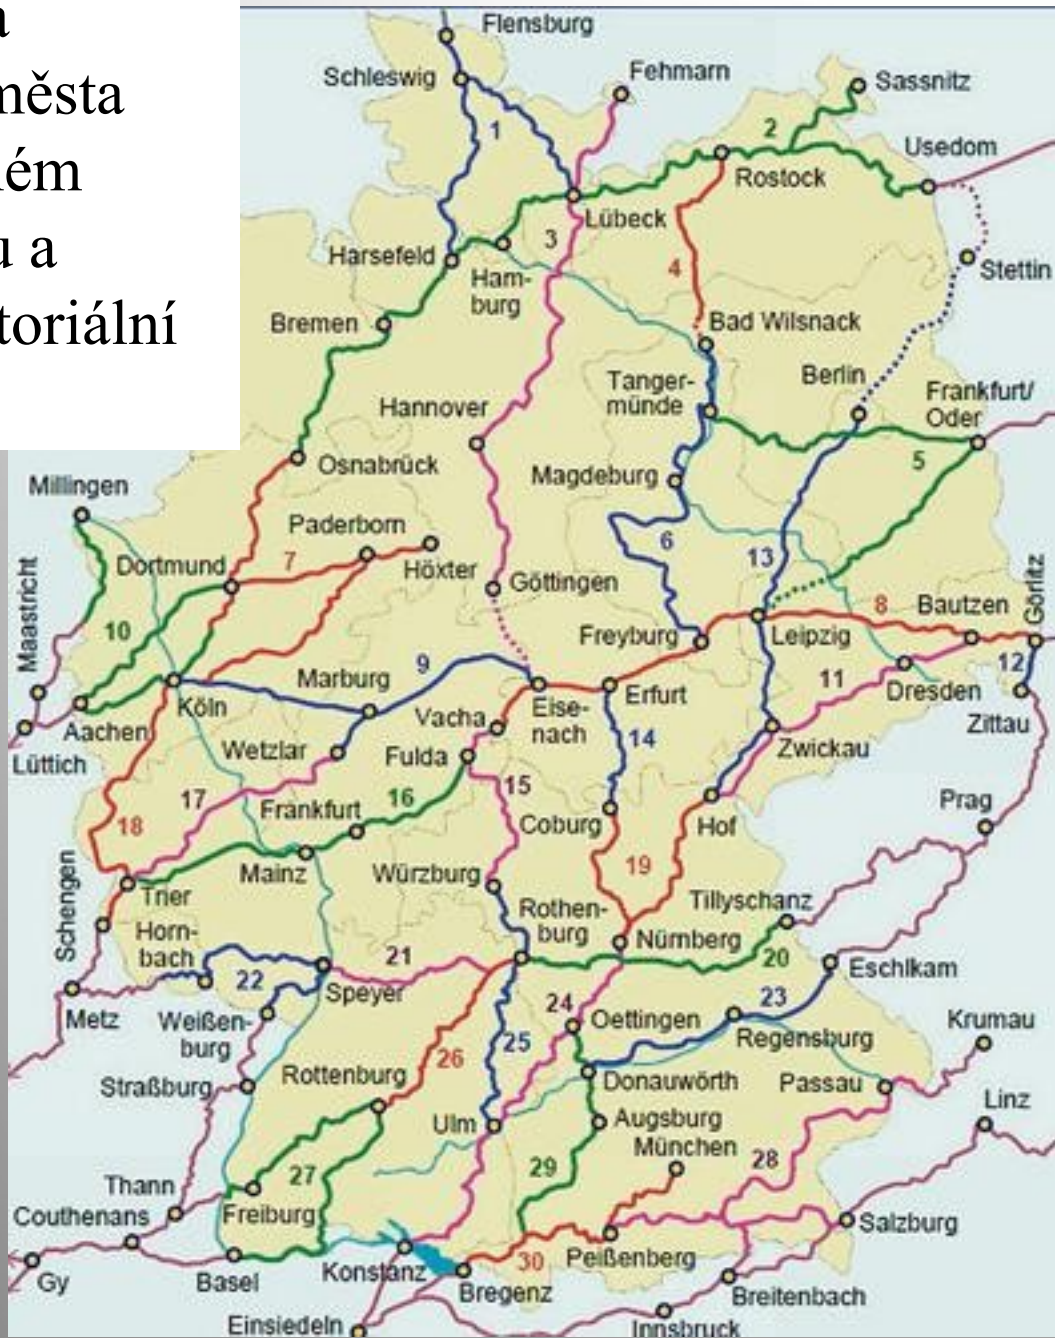 a
města
ém
u a
toriální
Flensburg
Schleswig
Fehmarn
Sassnitz
1
2
Usedom
Rostock
Lübeck
Harsefeld
3
Ham-
burg
4
Stettin
Bremen
Bad Wilsnack
Berlin
Tanger-
münde
Frankfurt/
Oder
Hannover
Osnabrück
5
Millingen
Magdeburg
Paderborn
6
13
Dortmund
7
Höxter
Göttingen
Görlitz
Maastricht
10
8
Bautzen
Freyburg
Leipzig
12
9
Marburg
11
Köln
Erfurt
Dresden
Aachen
Vacha
Eise-
nach
Zittau
Lüttich
Wetzlar
Fulda
14
Zwickau
17
16
15
Prag
18
Frankfurt
Coburg
Hof
Schengen
Mainz
Würzburg
19
Trier
Rothen-
burg
Tillyschanz
Horn-
bach
Nürnberg
20
21
Eschlkam
22
Speyer
Metz
Weißen-
burg
24
Oettingen
23
Krumau
Regensburg
25
Straßburg
Rottenburg
26
Donauwörth
Passau
Linz
Ulm
Augsburg
München
29
28
Thann
27
Couthenans
Freiburg
Salzburg
Gy
Basel
Konstanz
30
Peißenberg
Bregenz
Breitenbach
Einsiedeln
Innsbruck